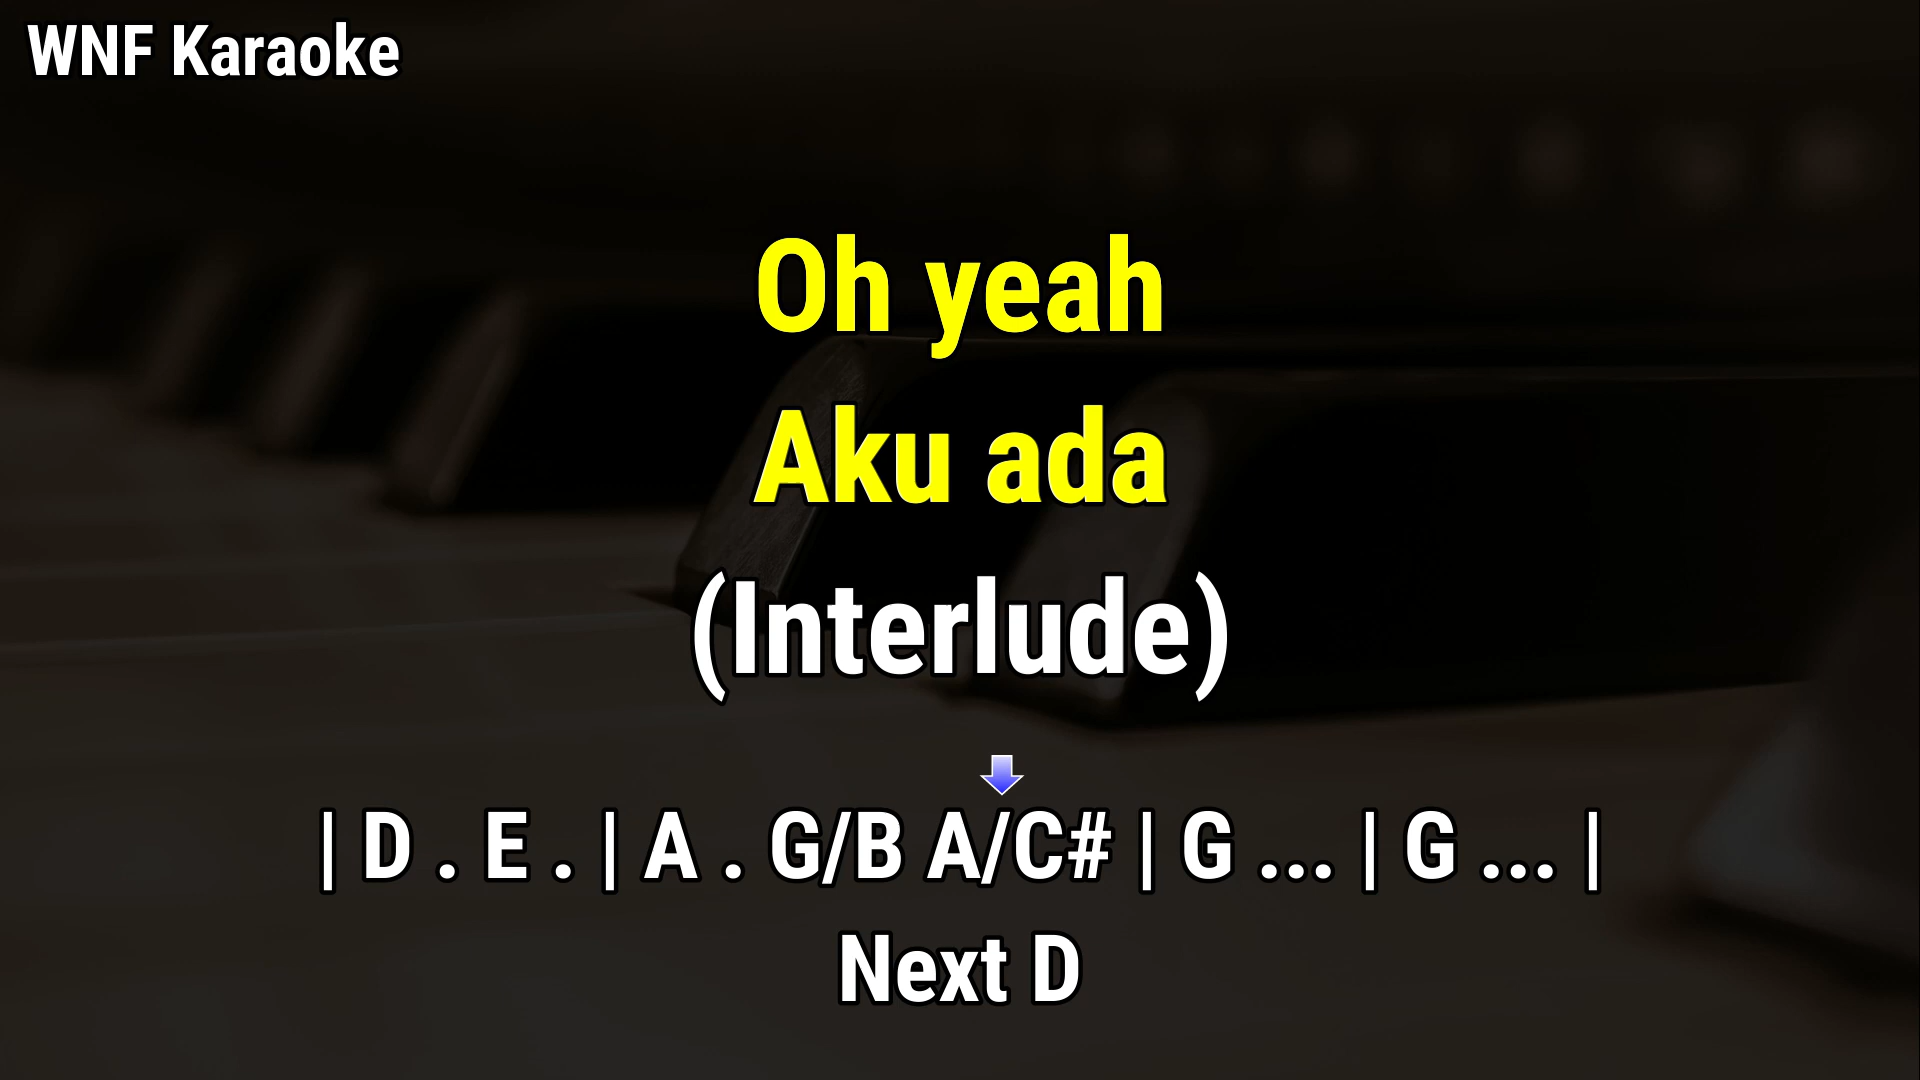 WNF Karaoke
Oh yeah
Aku ada
(Interlude)
| D . E . | A . G/B A/C# | G ... | G ... |
Next D